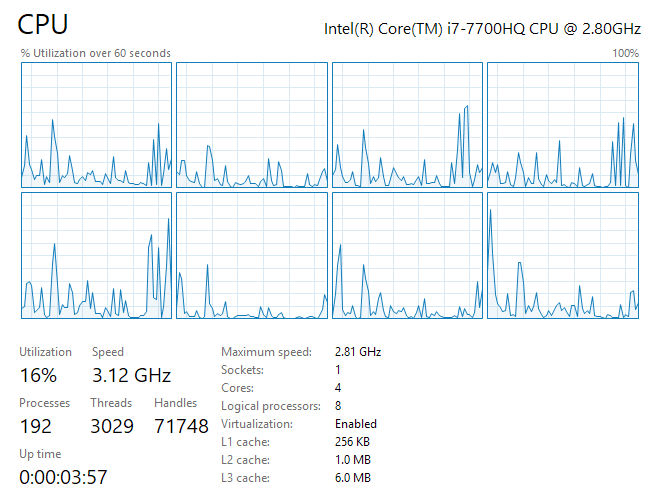 CPU
Intel(R) Core(TM) i7-7700HQ CPU @ 2.80GHz
% Utilization over 60 seconds
100%
Utilization
Speed
16%
3.12 GHz
Processes
Threads
Handles
192
3029
71748
Up time
0:00:03:57
Maximum speed: 2.81 GHz
Sockets: 1
Cores: 4
Logical processors: 8
Virtualization: Enabled
L1 cache: 256 KB
L2 cache: 1.0 MB
L3 cache: 6.0 MB